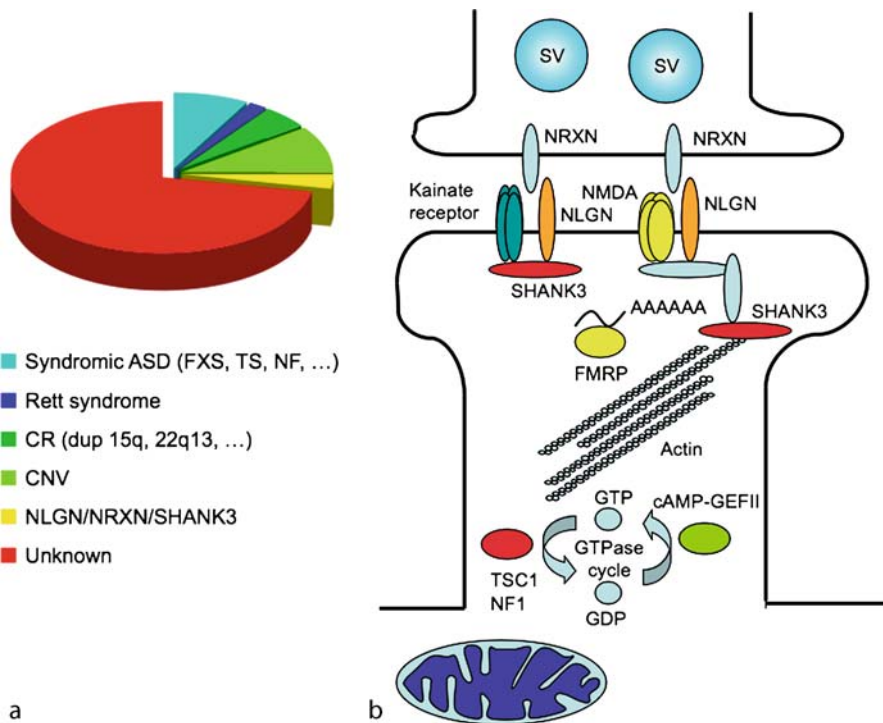 Syndromic ASD (FXS, TS, NF, ...)
Rett syndrome
CR (dup 15q, 22q13, ...)
CNV
NLGN/NRXN/SHANK3
Unknown
a
SV
SV
NRXN
NRXN
Kainate
receptor
NLGN
NMDA
NLGN
SHANK3
AAAAAA
SHANK3
FMRP
Actin
GTP
cAMP-GEFII
GTPase
cycle
TSC1
NF1
GDP
b